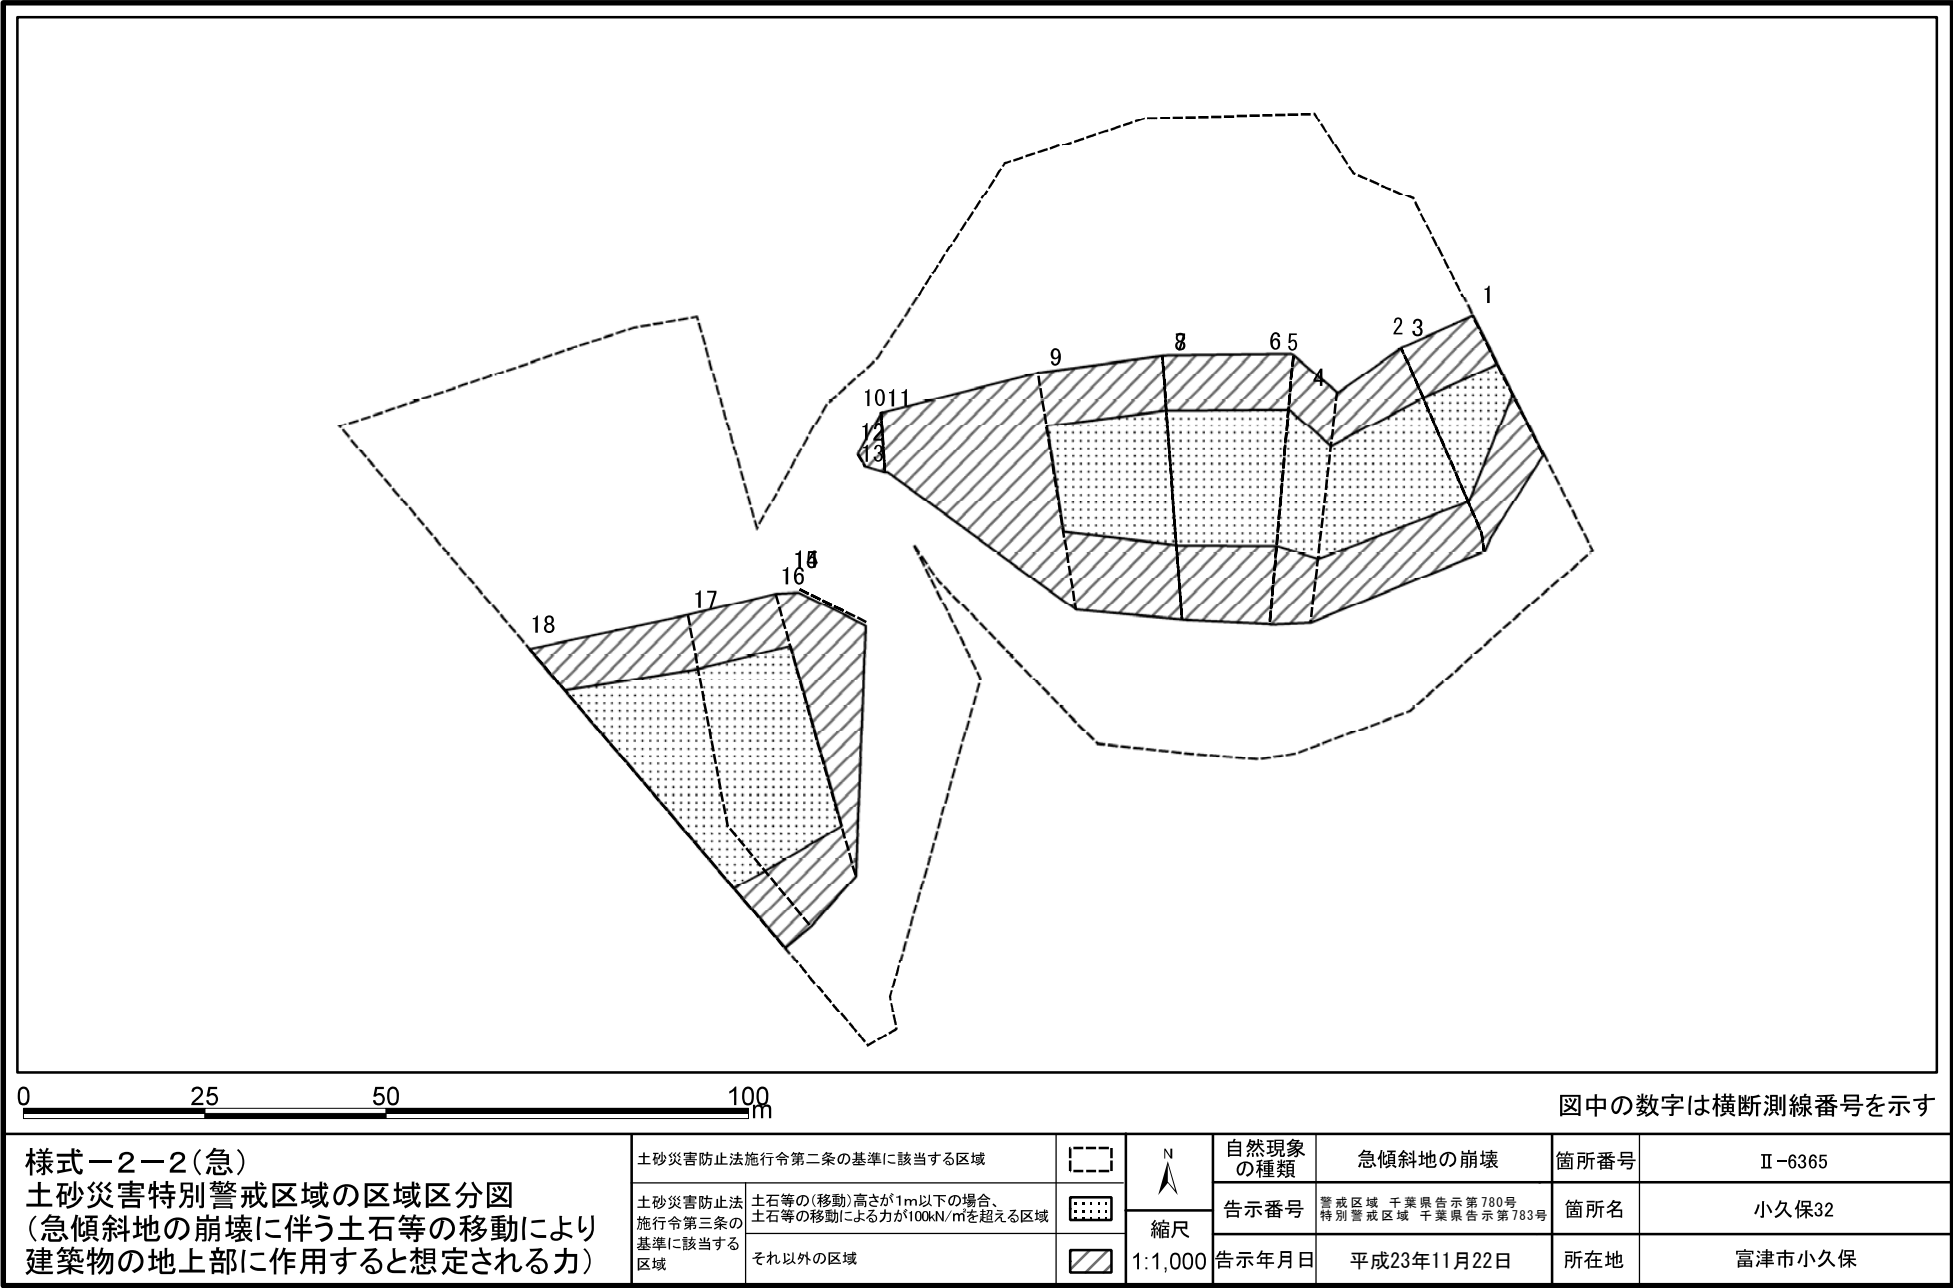 1
2 3
7
6 5
9
4
10 11
12
13
16
17
18
0 25 50 100
m
図中の数字は横断測線番号を示す
様式－２－２（急）
土砂災害特別警戒区域の区域区分図
（急傾斜地の崩壊に伴う土石等の移動により
建築物の地上部に作用すると想定される力）
土砂災害防止法施行令第二条の基準に該当する区域
土砂災害防止法
施行令第三条の
基準に該当する
区域
土石等の（移動）高さが1m以下の場合、
土石等の移動による力が100kN/㎡を超える区域
それ以外の区域
N
縮尺
1:1,000
自然現象
の種類
急傾斜地の崩壊
告示番号
警戒区域 千葉県告示第780号
特別警戒区域 千葉県告示第783号
告示年月日
平成23年11月22日
箇所番号
Ⅱ-6365
箇所名
小久保32
所在地
富津市小久保